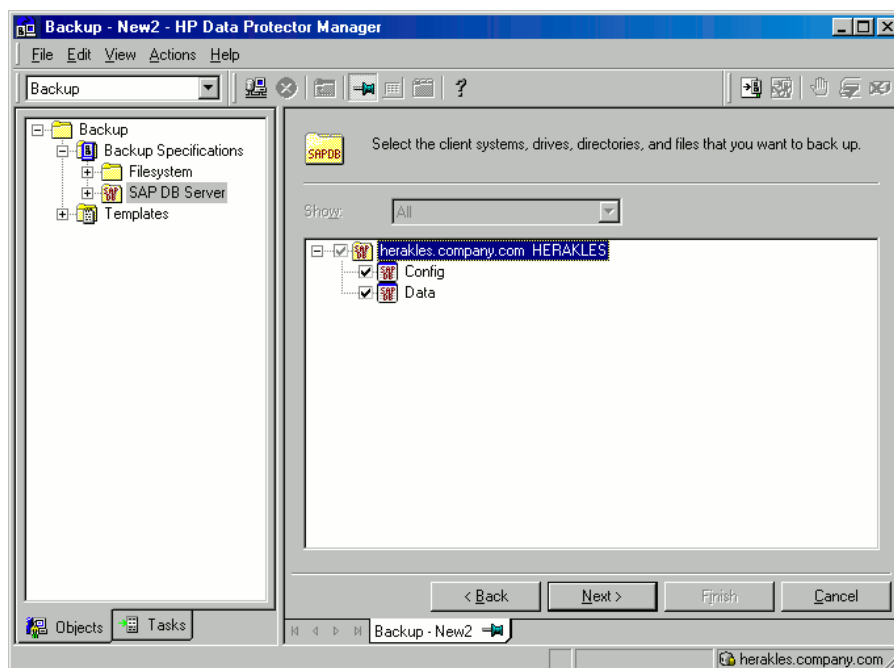 Backup - New2 - HP Data Protector Manager
File Edit View Actions Help
Backup
?
Backup
Backup Specifications
Filesystem
SAP DB Server
Templates
SAPDB
Select the client systems, drives, directories, and files that you want to back up.
Show:
All
herakles.company.com HERAKLES
Config
Data
< Back
Next >
Finish
Cancel
Objects
Tasks
Backup - New2
herakles.company.com